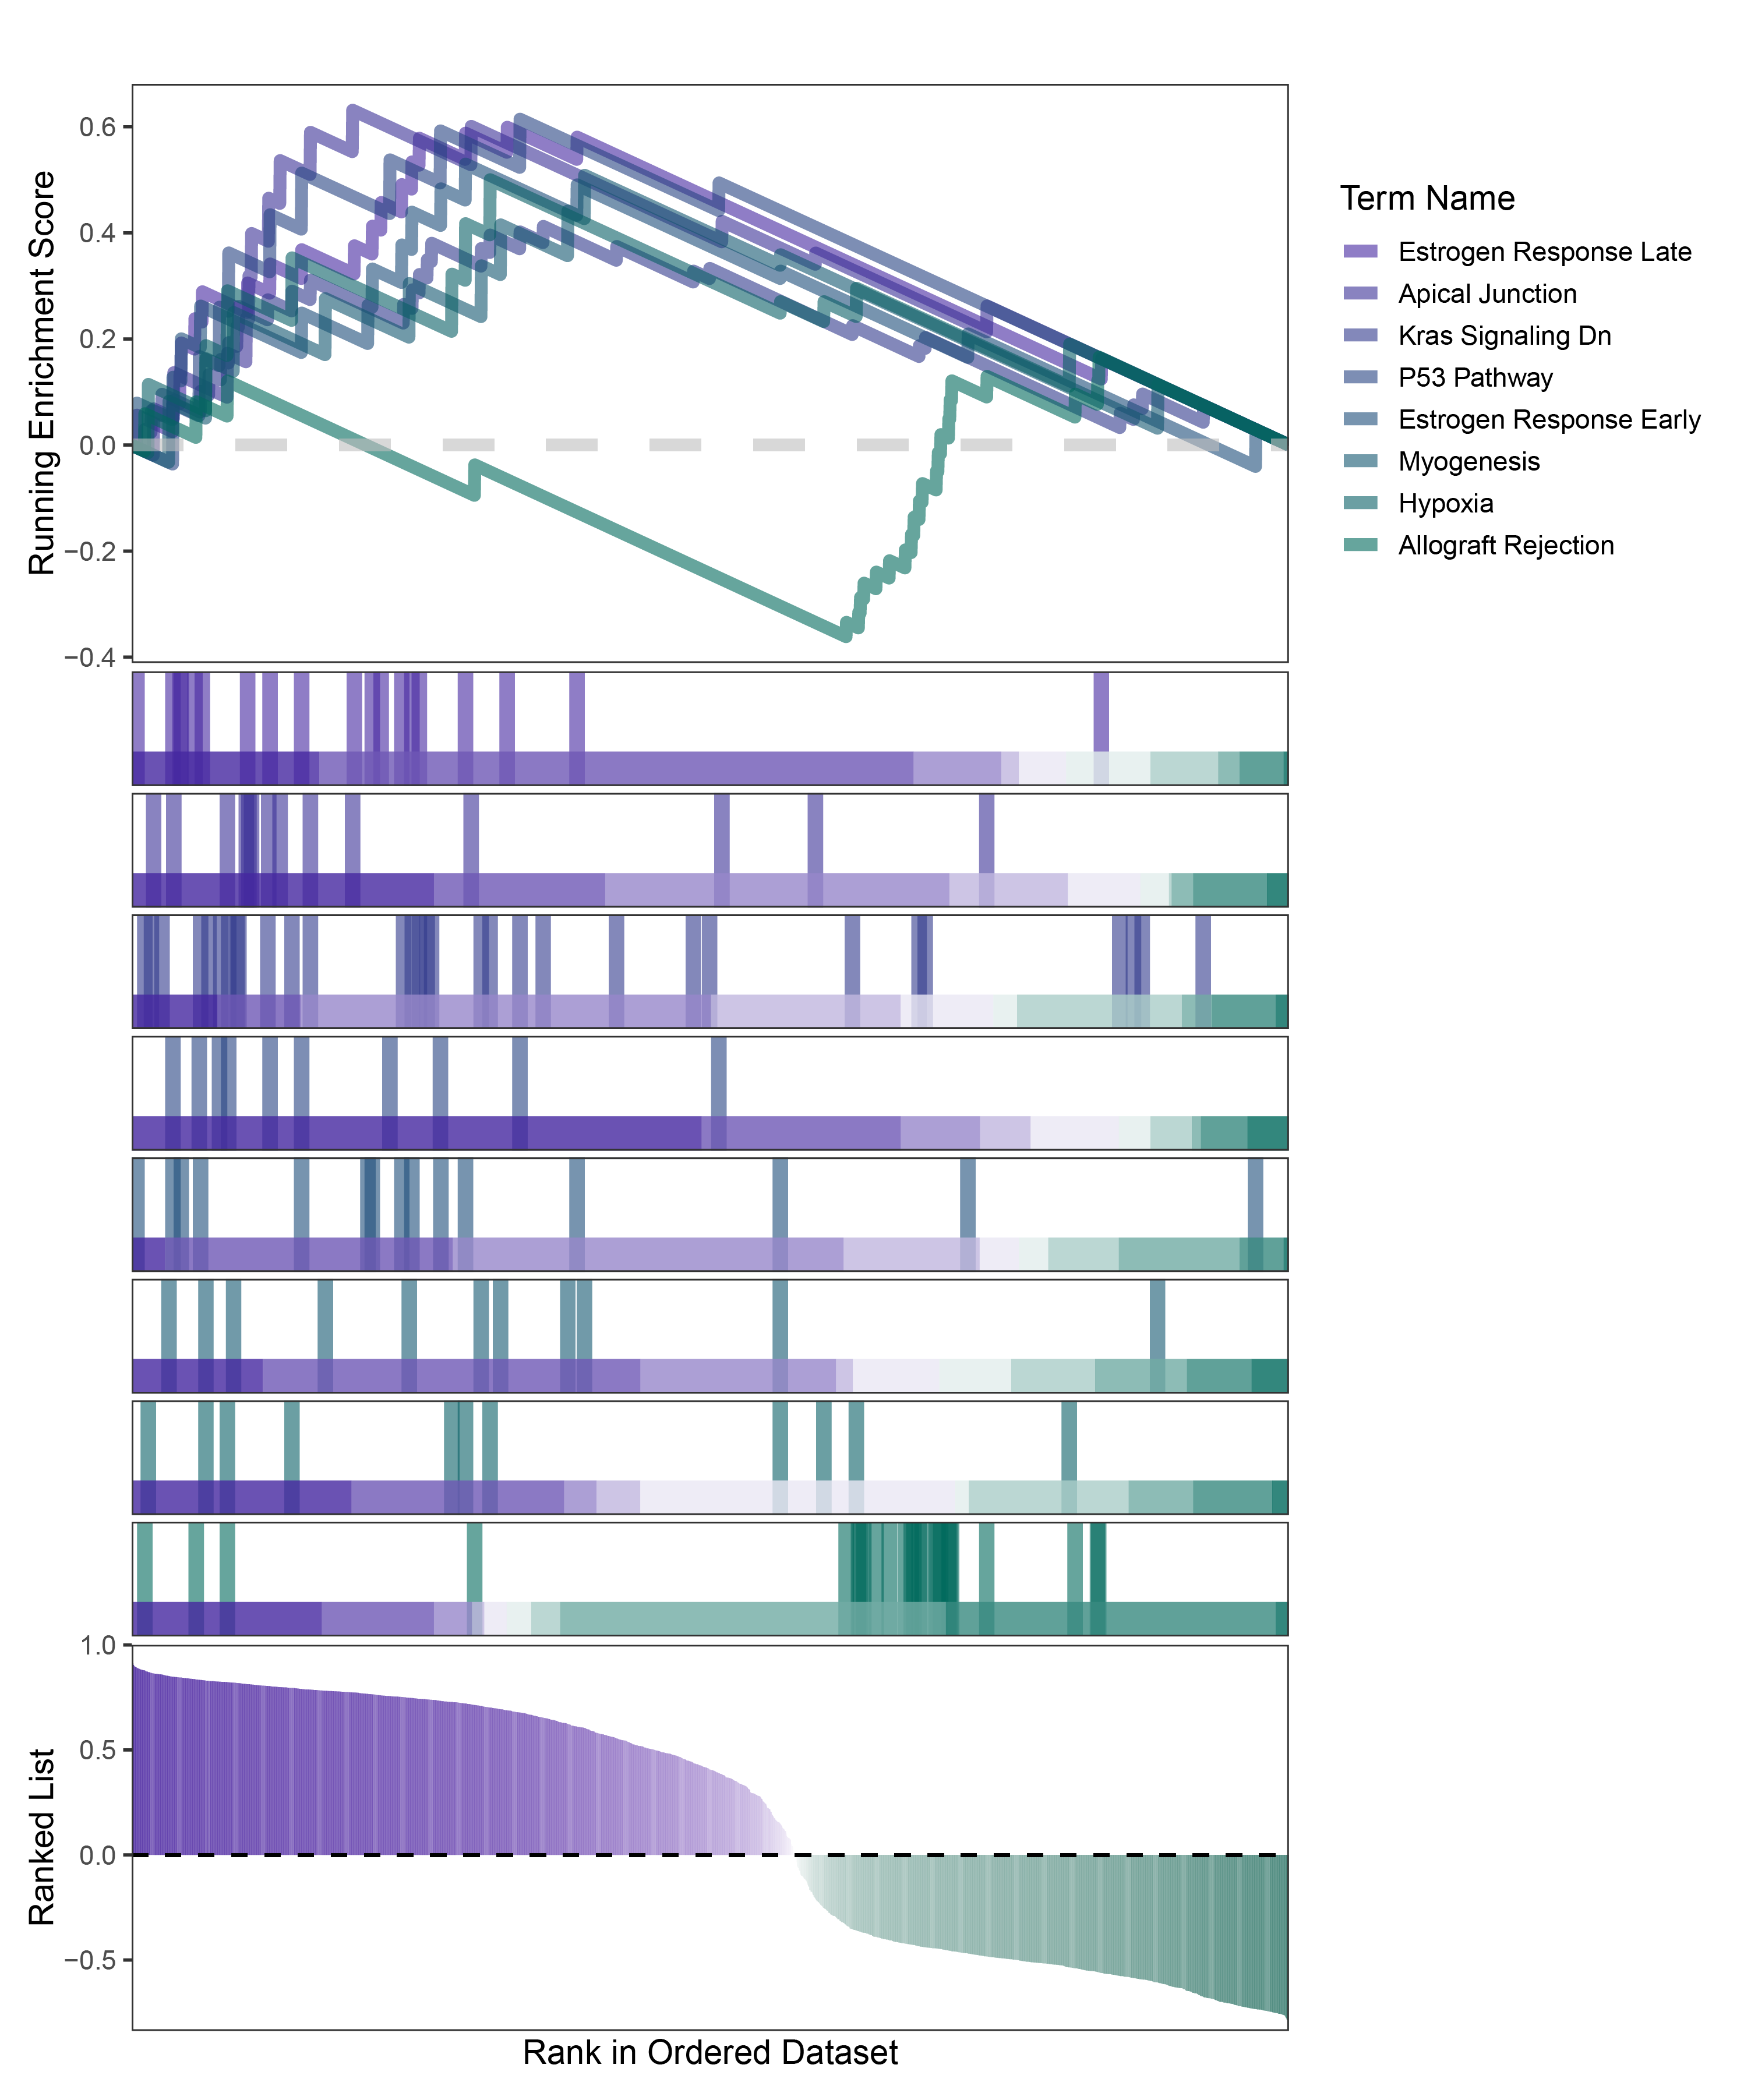 Running Enrichment Score
0.6
0.4
0.2
0.0
−0.2
−0.4
Term Name
Estrogen Response Late
Apical Junction
Kras Signaling Dn
P53 Pathway
Estrogen Response Early
Myogenesis
Hypoxia
Allograft Rejection
Ranked List
1.0
0.5
0.0
−0.5
Rank in Ordered Dataset